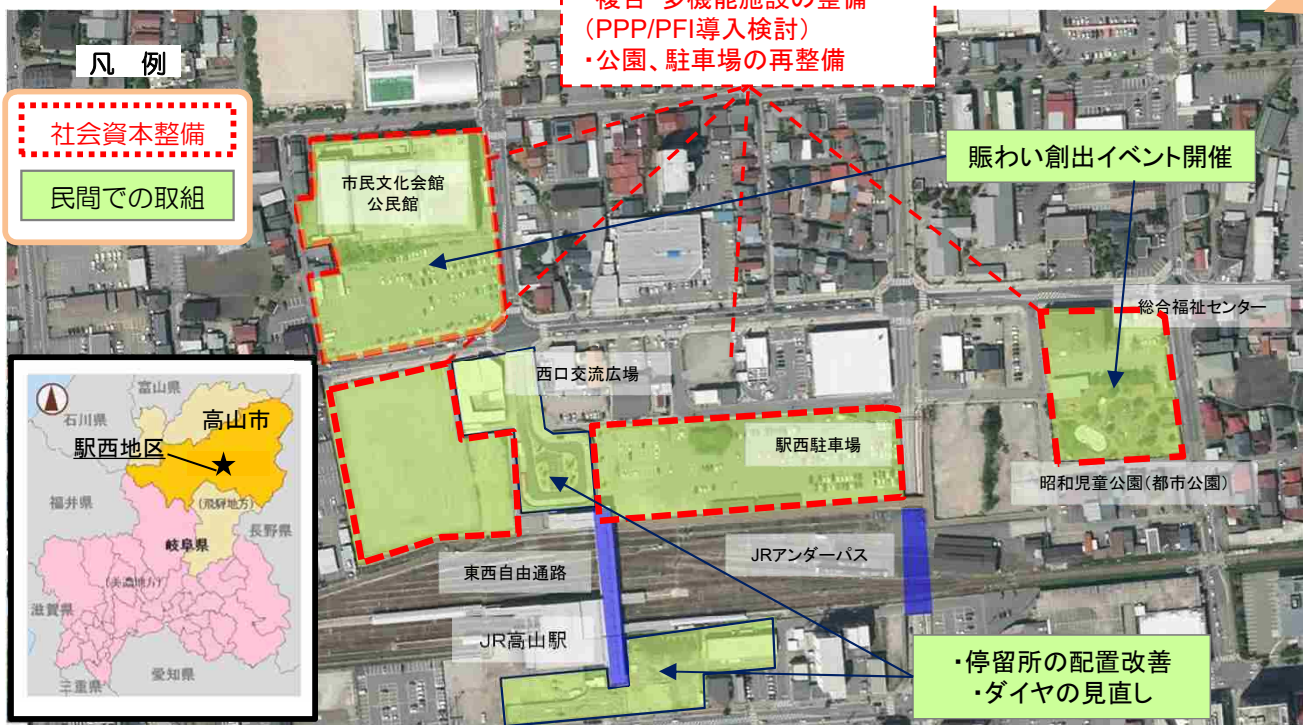 複合・多機能施設の整備
(PPP/PFI導入検討)
・公園、駐車場の再整備
凡 例
社会資本整備
民間での取組
賑わい創出イベント開催
市民文化会館
公民館
総合福祉センター
西口交流広場
駅西駐車場
昭和児童公園(都市公園)
東西自由通路
JRアンダーパス
JR高山駅
・停留所の配置改善
・ダイヤの見直し
富山県
石川県
高山市
駅西地区
福井県
(飛騨地方)
長野県
岐阜県
(美濃地方)
滋賀県
愛知県
三重県